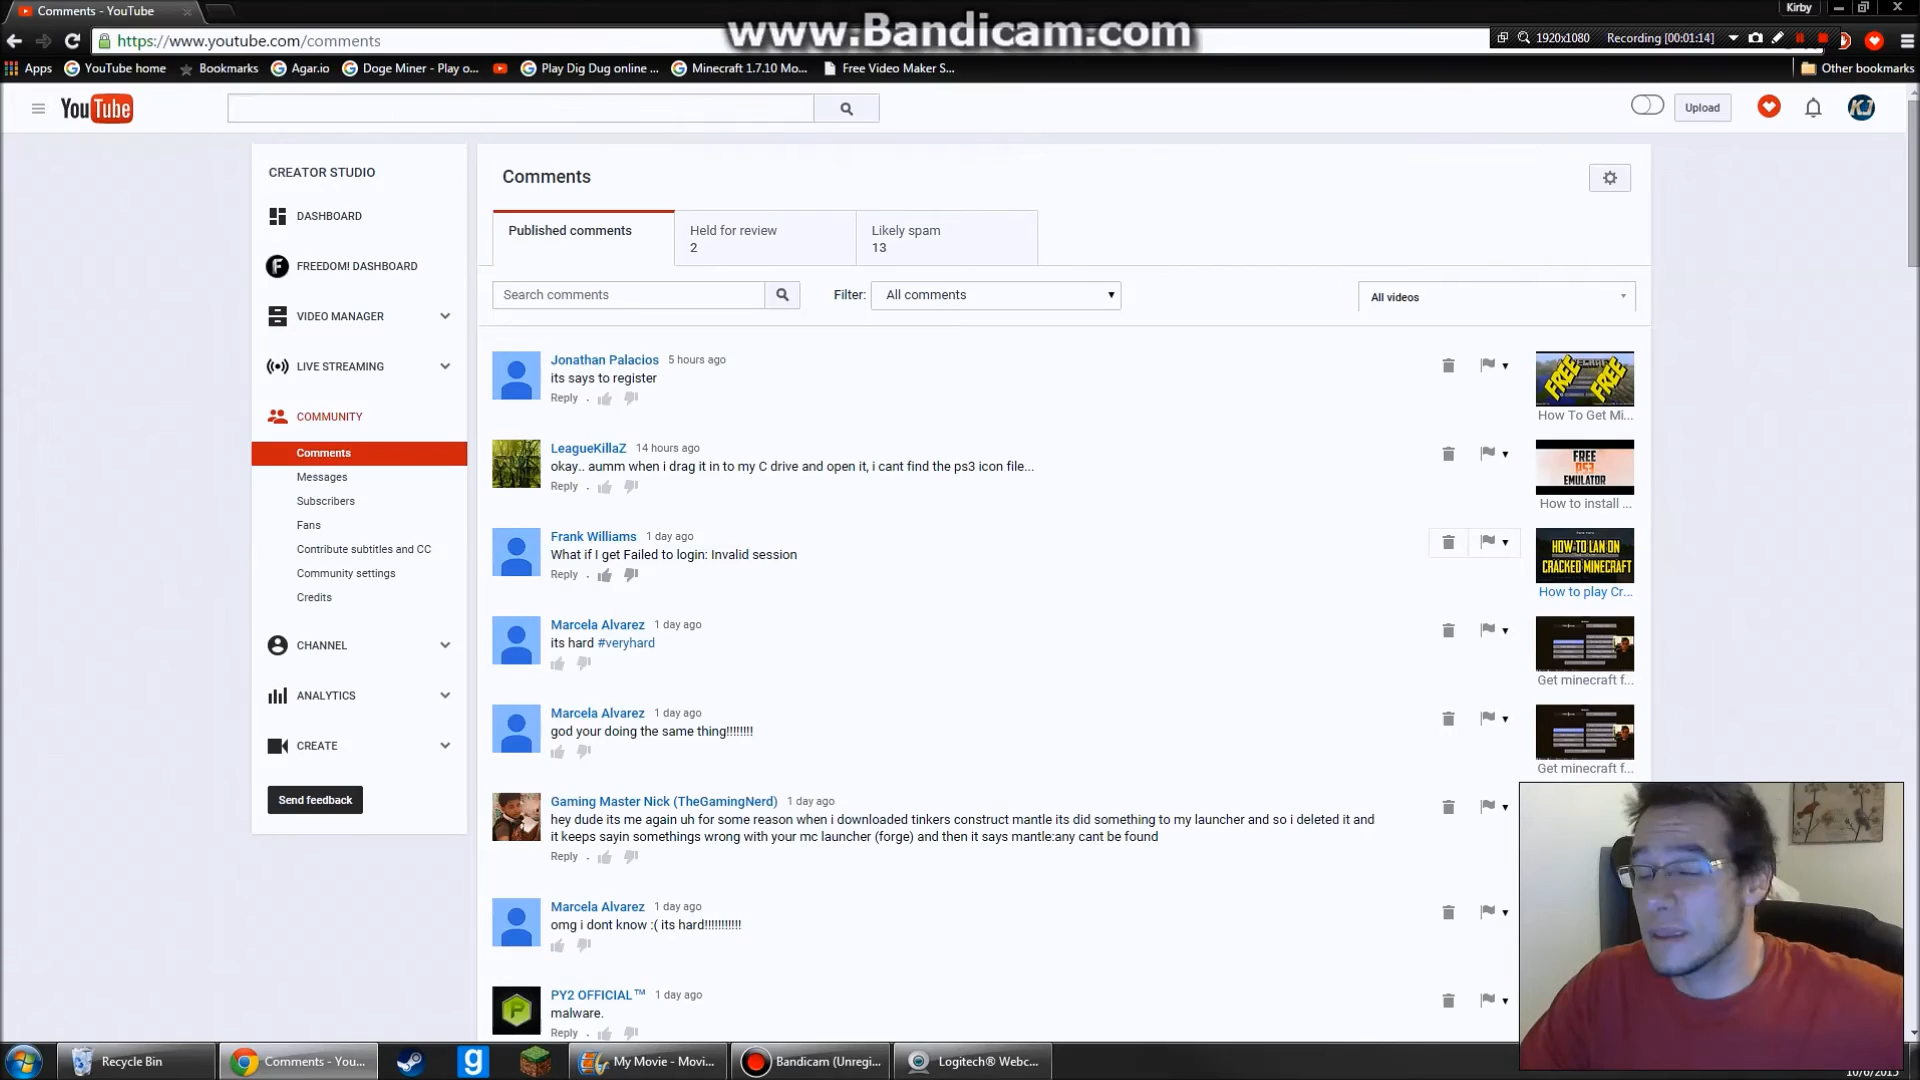 Comments - YouTube
Kirby
https://www.youtube.com/comments
www.Bandicam.com
1920x1080
Recording [00:01:14]
Apps
YouTube home
Bookmarks
Agar.io
Doge Miner - Play o...
Play Dig Dug online ...
Minecraft 1.7.10 Mo...
Free Video Maker S...
Other bookmarks
YouTube
Upload
KJ
CREATOR STUDIO
DASHBOARD
FREEDOM! DASHBOARD
VIDEO MANAGER
LIVE STREAMING
COMMUNITY
Comments
Messages
Subscribers
Fans
Contribute subtitles and CC
Community settings
Credits
CHANNEL
ANALYTICS
CREATE
Send feedback
Comments
Published comments
Held for review
2
Likely spam
13
Search comments
Filter:
All comments
All videos
Jonathan Palacios 5 hours ago
its says to register
Reply
FREE FREE
How To Get Mi...
LeagueKillaZ 14 hours ago
okay.. aumm when i drag it in to my C drive and open it, i cant find the ps3 icon file...
Reply
FREE
PS3
EMULATOR
How to install ...
Frank Williams 1 day ago
What if I get Failed to login: Invalid session
Reply
HOW TO LAN ON
CRACKED MINECRAFT
How to play Cr...
Marcela Alvarez 1 day ago
its hard #veryhard
Get minecraft f...
Marcela Alvarez 1 day ago
god your doing the same thing!!!!!!!!
Get minecraft f...
Gaming Master Nick (TheGamingNerd) 1 day ago
hey dude its me again uh for some reason when i downloaded tinkers construct mantle its did something to my launcher and so i deleted it and
it keeps sayin somethings wrong with your mc launcher (forge) and then it says mantle:any cant be found
Reply
Marcela Alvarez 1 day ago
omg i dont know :( its hard!!!!!!!!!!!
PY2 OFFICIAL™ 1 day ago
malware.
Reply
Recycle Bin
Comments - You...
My Movie - Movi...
Bandicam (Unregi...
Logitech® Webc...
10/6/2015